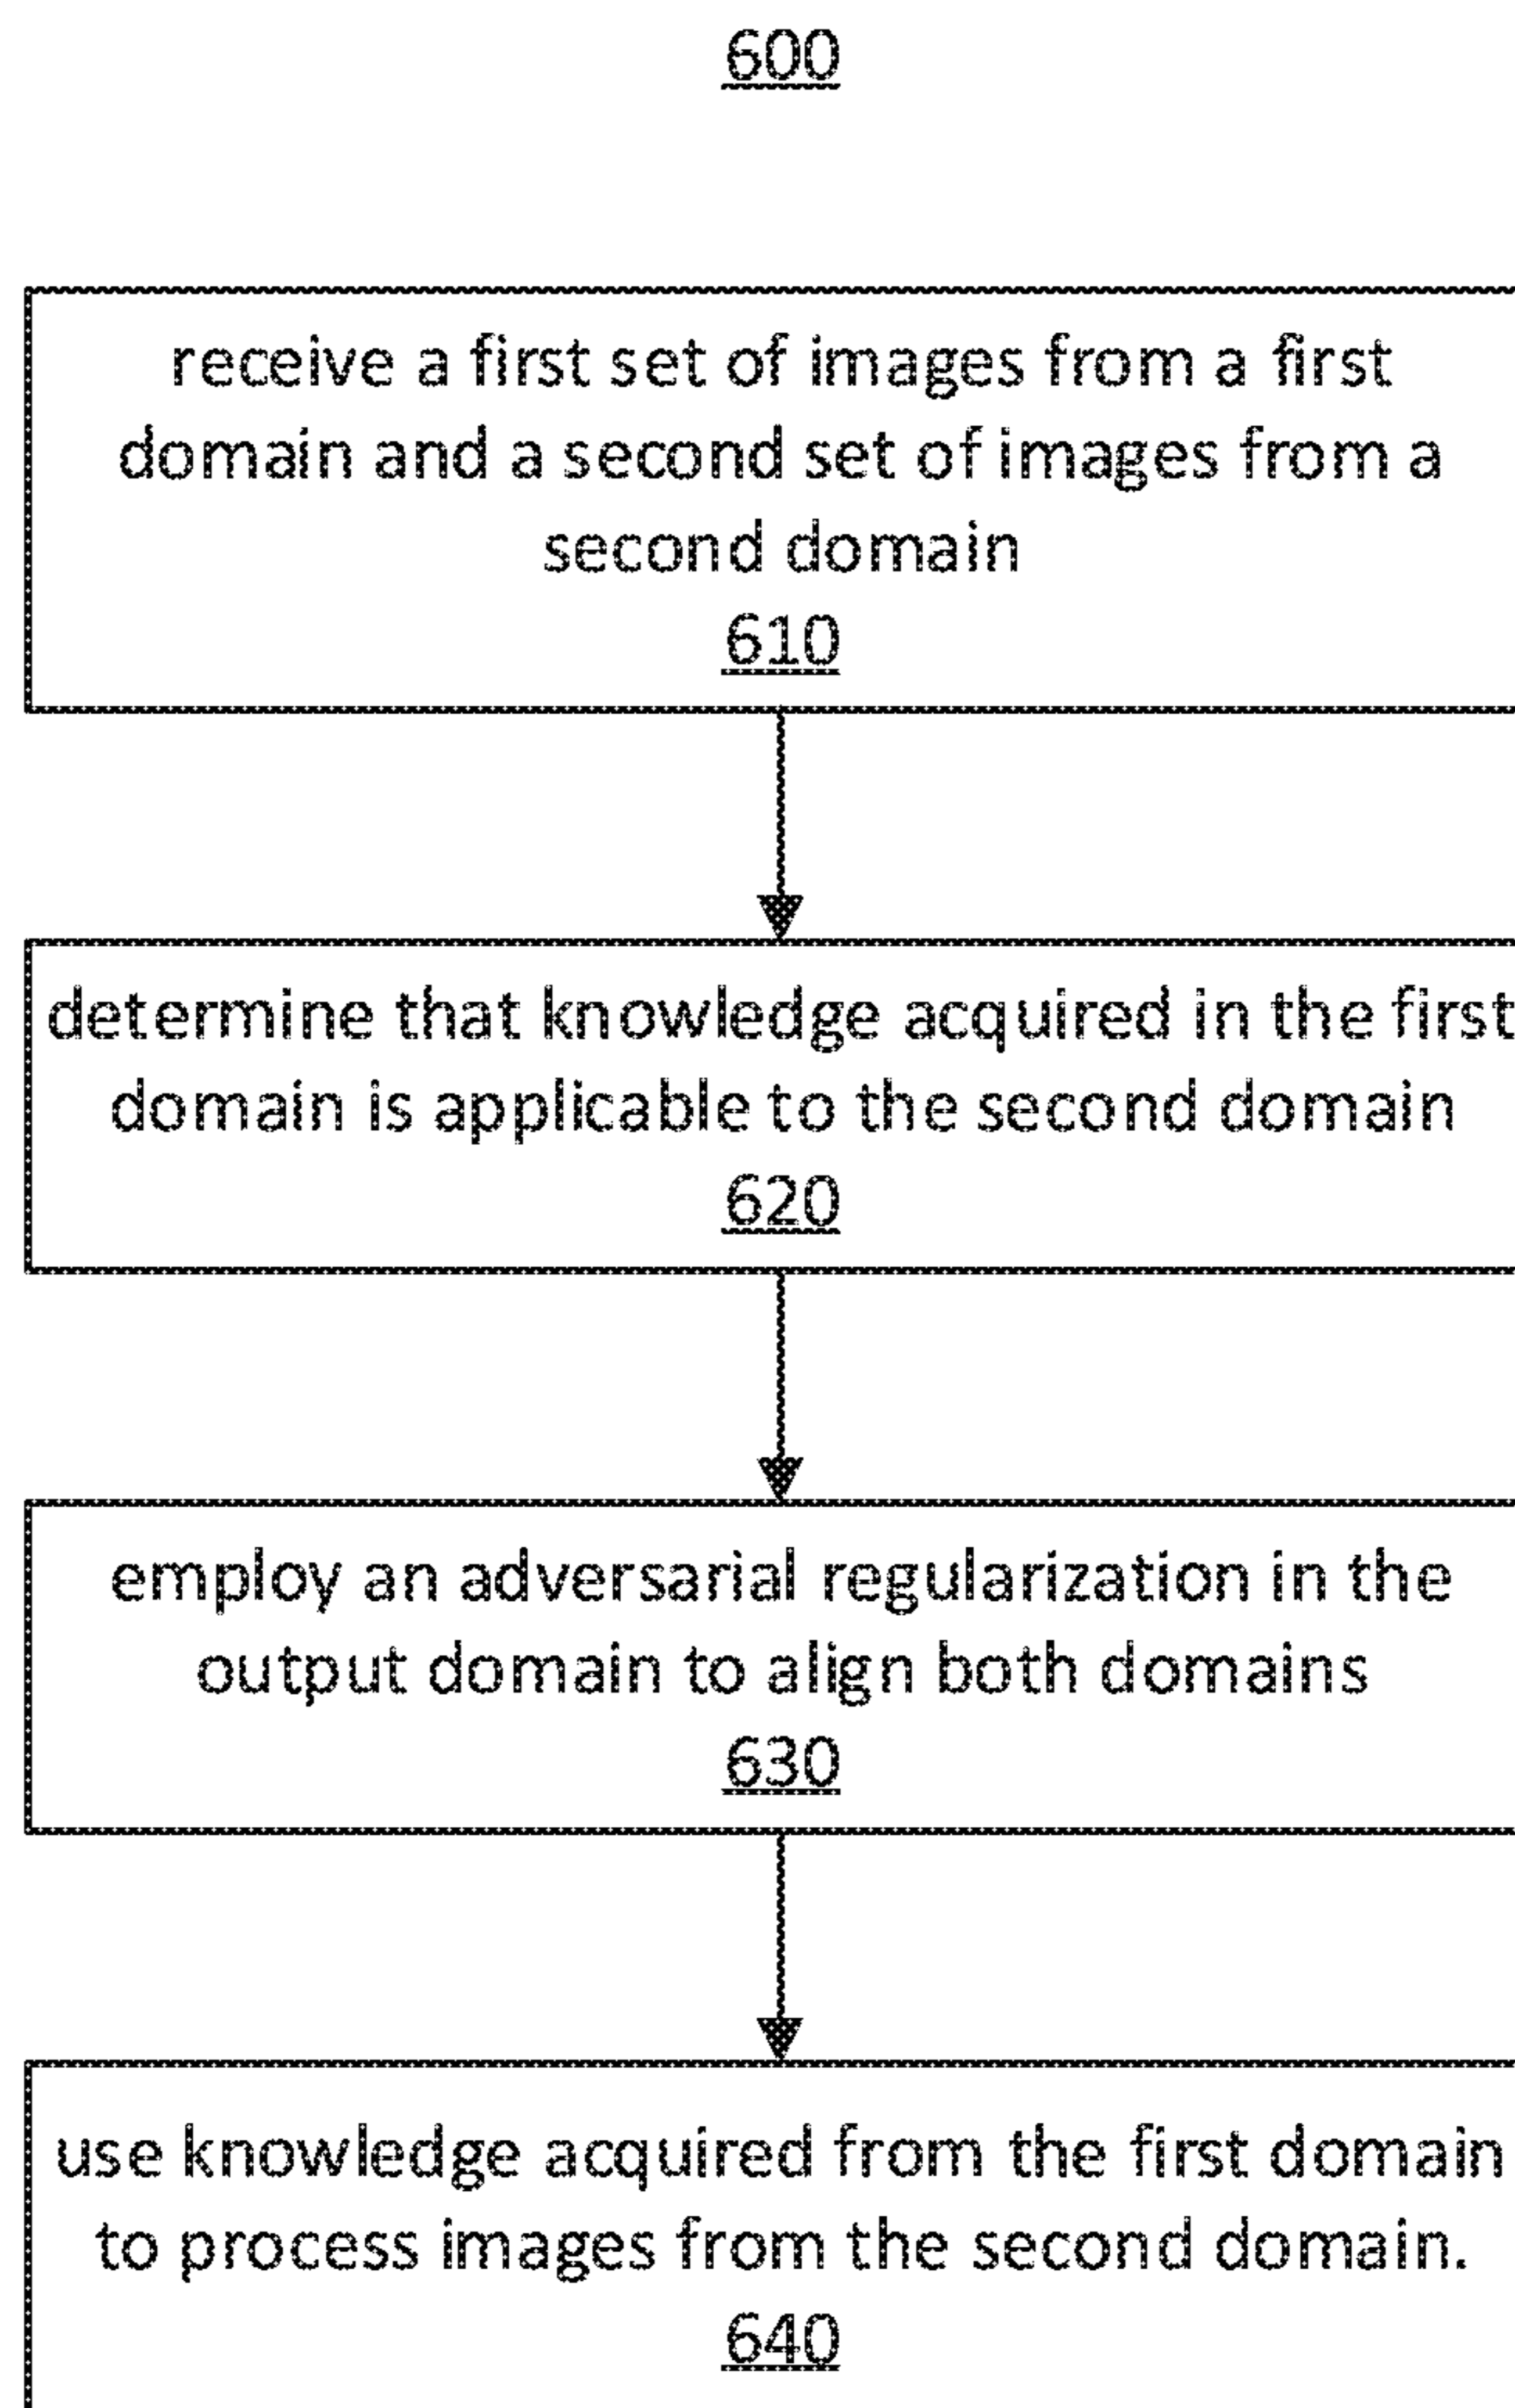 600
receive a first set of images from a first
domain and a second set of images from a
second domain
610
determine that knowledge acquired in the first
domain is applicable to the second domain
620
employ an adversarial regularization in the
output domain to align both domains
630
use knowledge acquired from the first domain
to process images from the second domain.
640